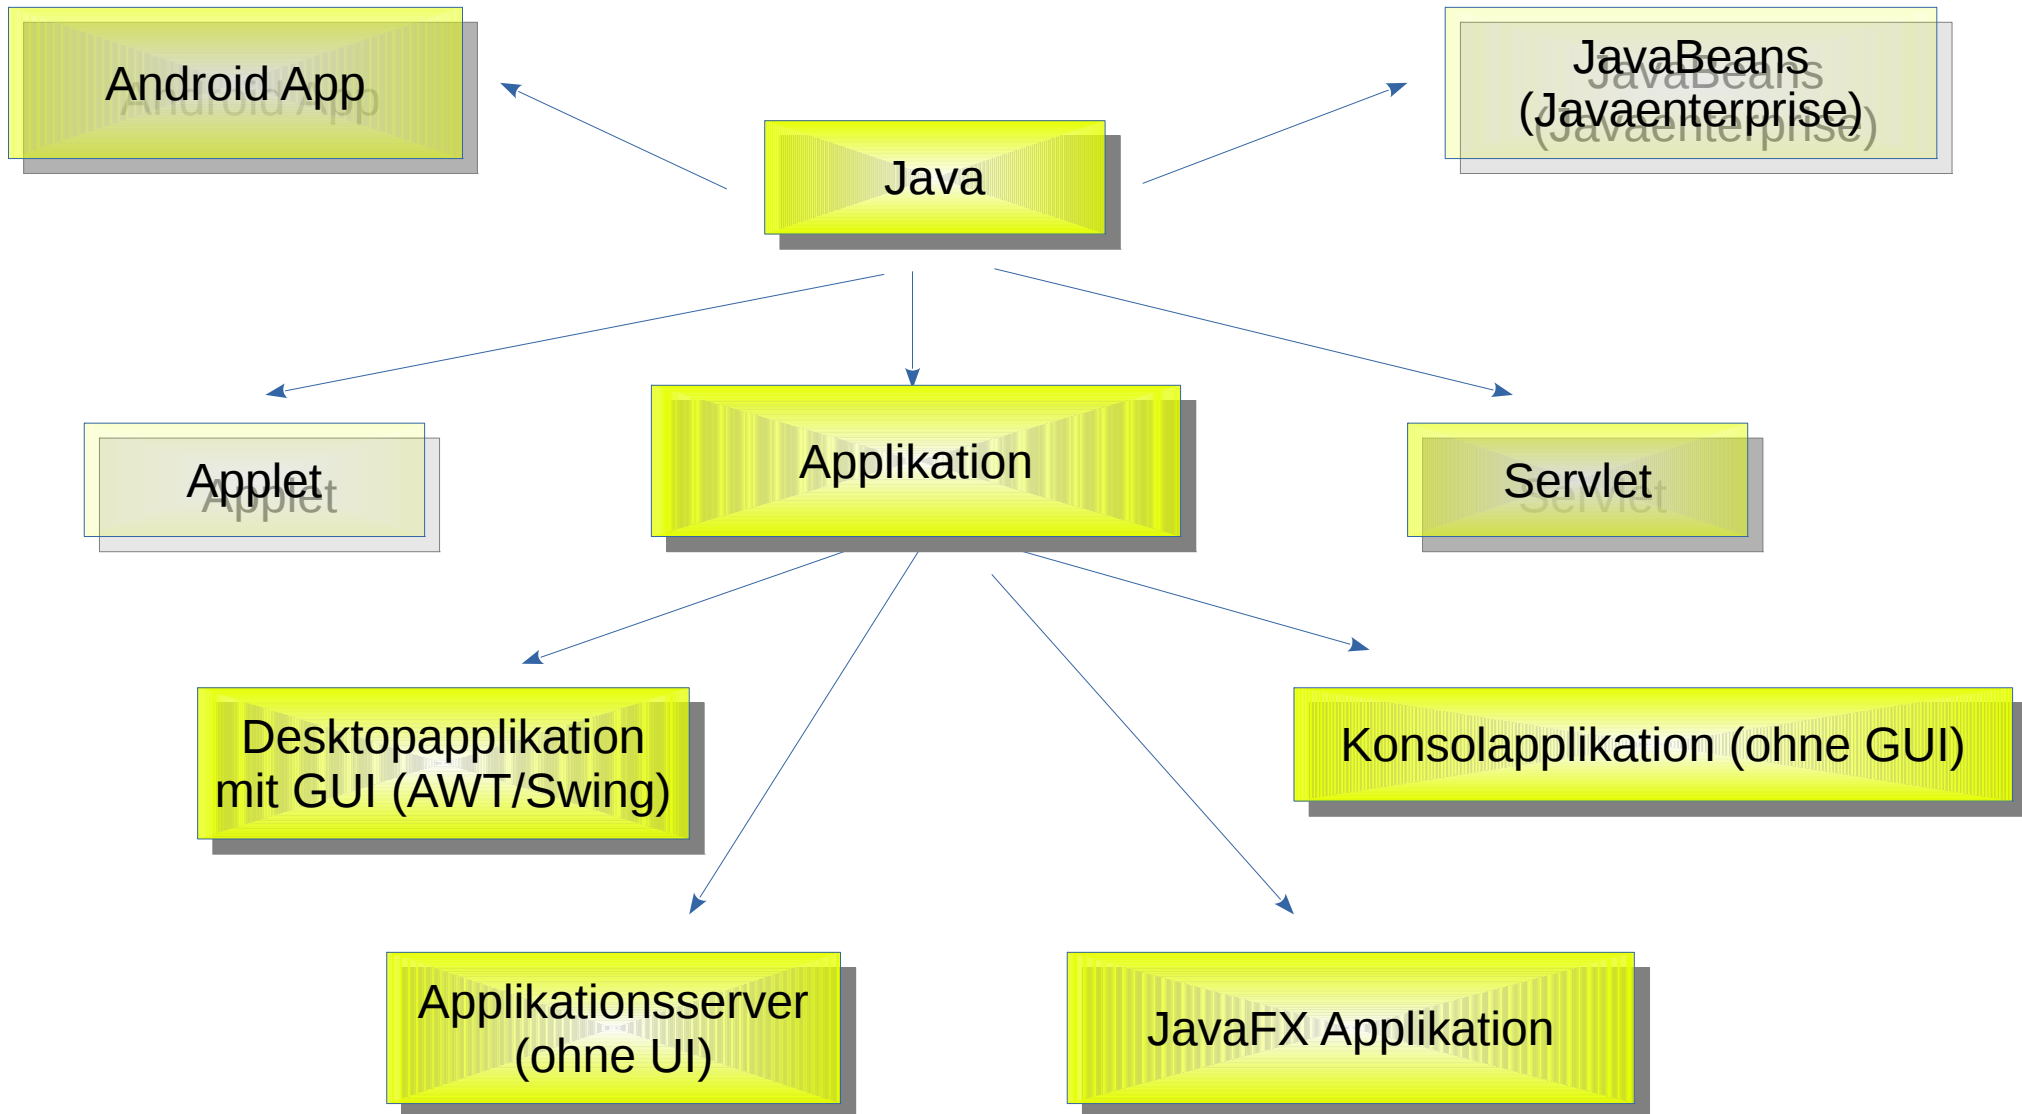 Android App
JavaBeans
(Javaenterprise)
Java
Applet
Applikation
Servlet
Desktopapplikation
mit GUI (AWT/Swing)
Konsolapplikation (ohne GUI)
Applikationsserver
(ohne UI)
JavaFX Applikation